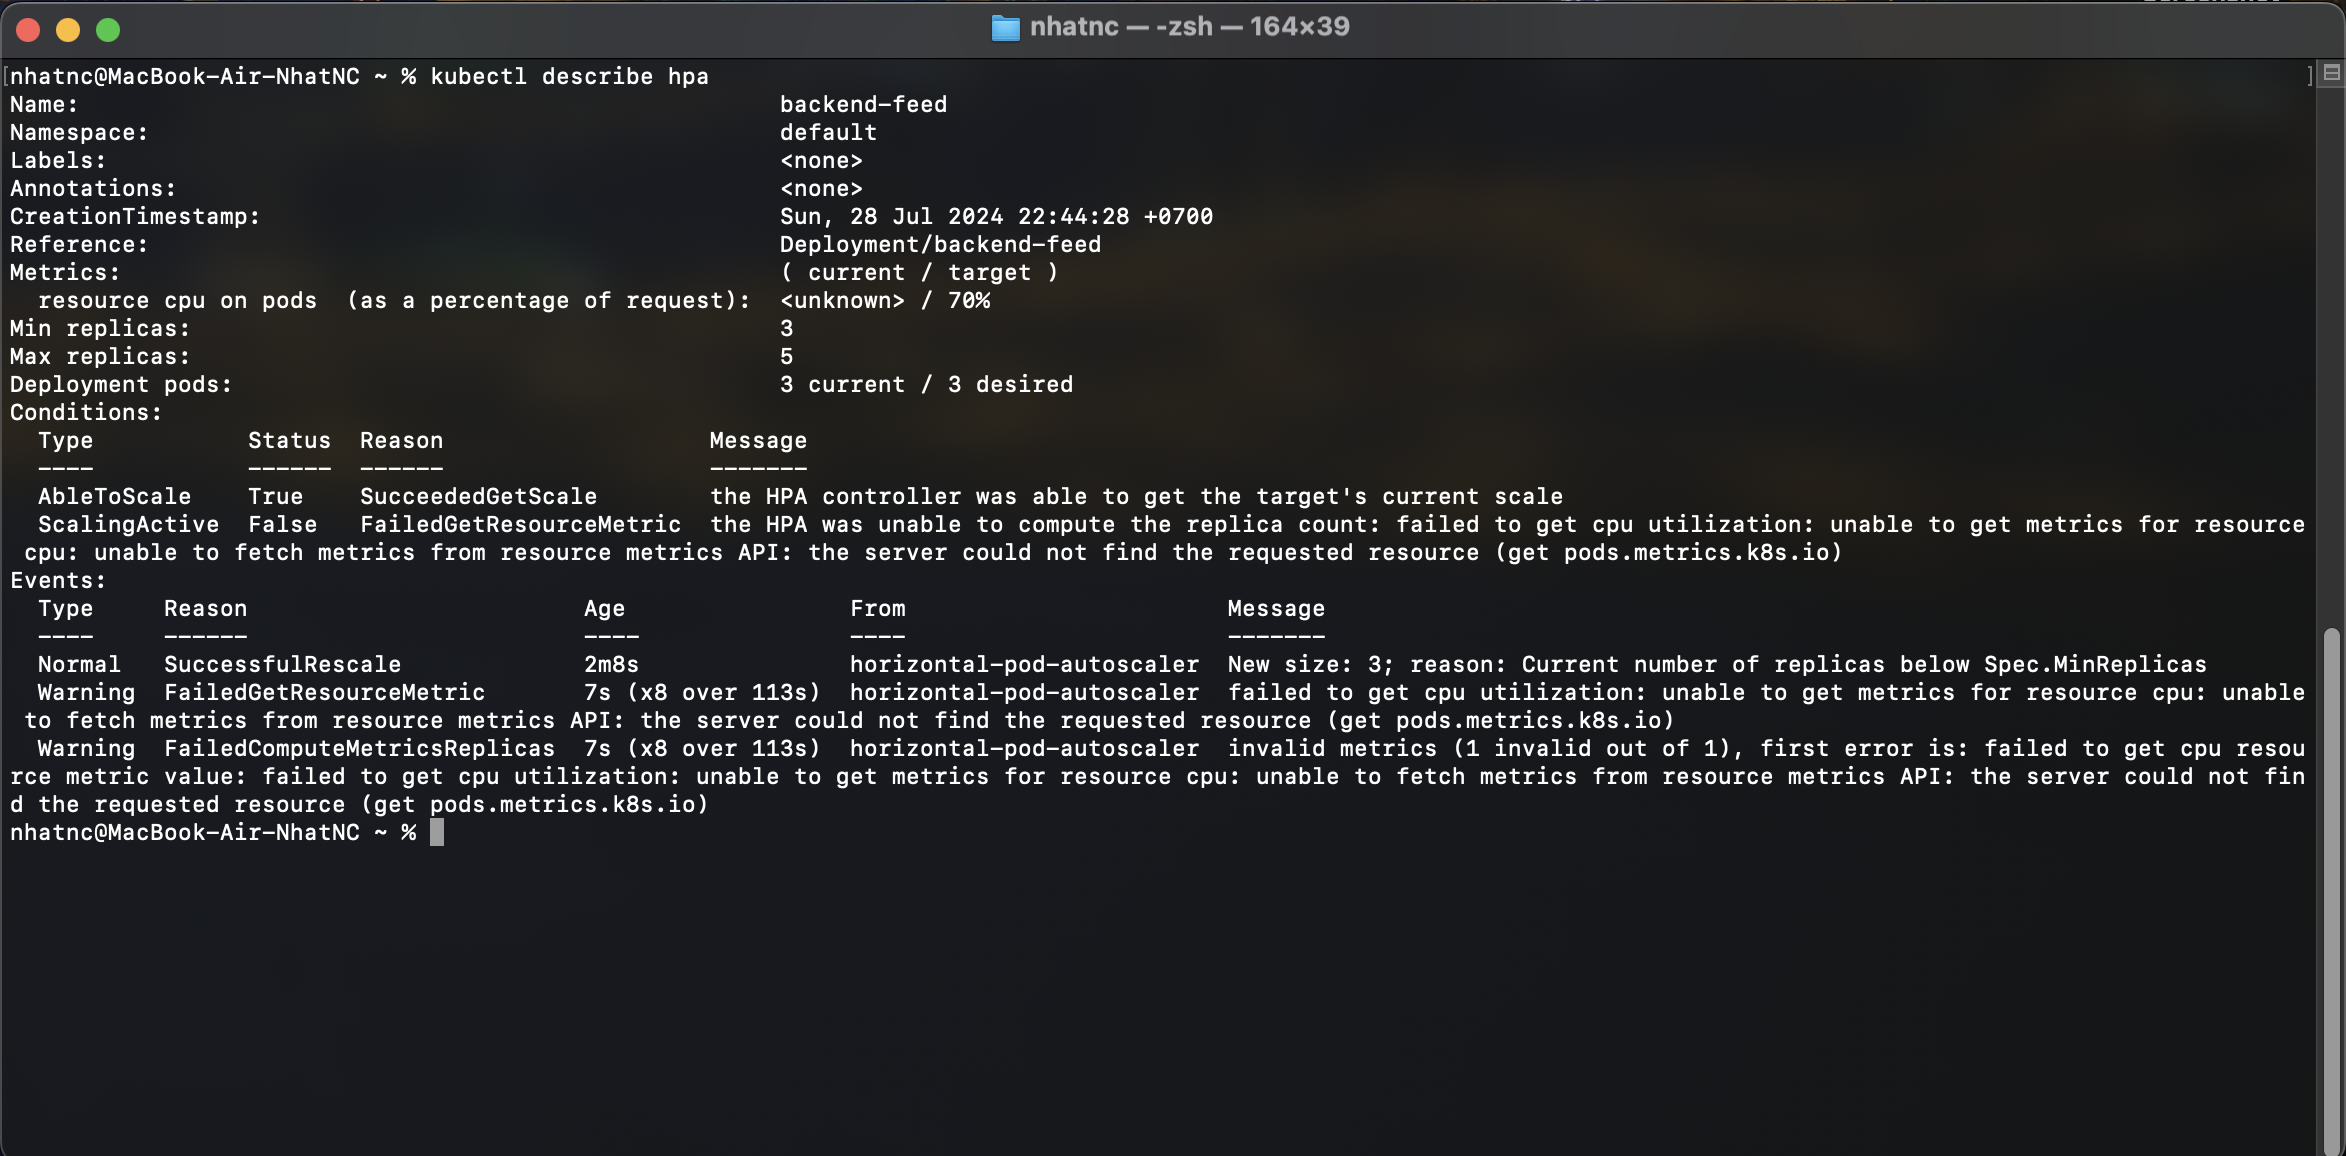 nhatnc — -zsh — 164×39
[nhatnc@MacBook-Air-NhatNC ~ % kubectl describe hpa ]
Name: backend-feed
Namespace: default
Labels: <none>
Annotations: <none>
CreationTimestamp: Sun, 28 Jul 2024 22:44:28 +0700
Reference: Deployment/backend-feed
Metrics: ( current / target )
  resource cpu on pods  (as a percentage of request): <unknown> / 70%
Min replicas: 3
Max replicas: 5
Deployment pods: 3 current / 3 desired
Conditions:
  Type Status Reason Message
  ---- ------ ------ -------
  AbleToScale True SucceededGetScale the HPA controller was able to get the target's current scale
  ScalingActive False FailedGetResourceMetric the HPA was unable to compute the replica count: failed to get cpu utilization: unable to get metrics for resource
 cpu: unable to fetch metrics from resource metrics API: the server could not find the requested resource (get pods.metrics.k8s.io)
Events:
  Type Reason Age From Message
  ---- ------ ---- ---- -------
  Normal SuccessfulRescale 2m8s horizontal-pod-autoscaler New size: 3; reason: Current number of replicas below Spec.MinReplicas
  Warning FailedGetResourceMetric 7s (x8 over 113s) horizontal-pod-autoscaler failed to get cpu utilization: unable to get metrics for resource cpu: unable
 to fetch metrics from resource metrics API: the server could not find the requested resource (get pods.metrics.k8s.io)
  Warning FailedComputeMetricsReplicas 7s (x8 over 113s) horizontal-pod-autoscaler invalid metrics (1 invalid out of 1), first error is: failed to get cpu resou
rce metric value: failed to get cpu utilization: unable to get metrics for resource cpu: unable to fetch metrics from resource metrics API: the server could not fin
d the requested resource (get pods.metrics.k8s.io)
nhatnc@MacBook-Air-NhatNC ~ %